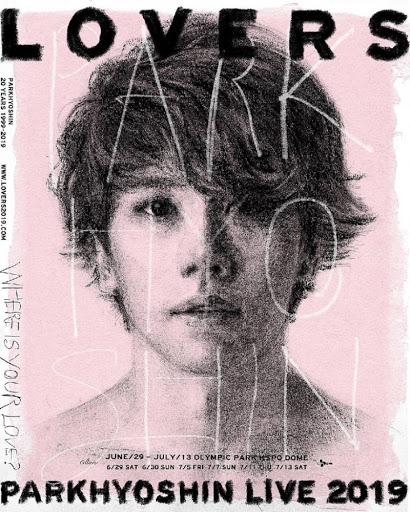 LOVERS
PARK
HYO
SHIN
PARKHYOSHIN
20 YEARS 1999-2019
WWW.LOVERS2019.COM
WHERE IS YOUR LOVE?
JUNE/29 – JULY/13 OLYMPIC PARK KSPO DOME
6/29 SAT 6/30 SUN 7/5 FRI 7/7 SUN 7/11 THU 7/13 SAT
PARKHYOSHIN LIVE 2019